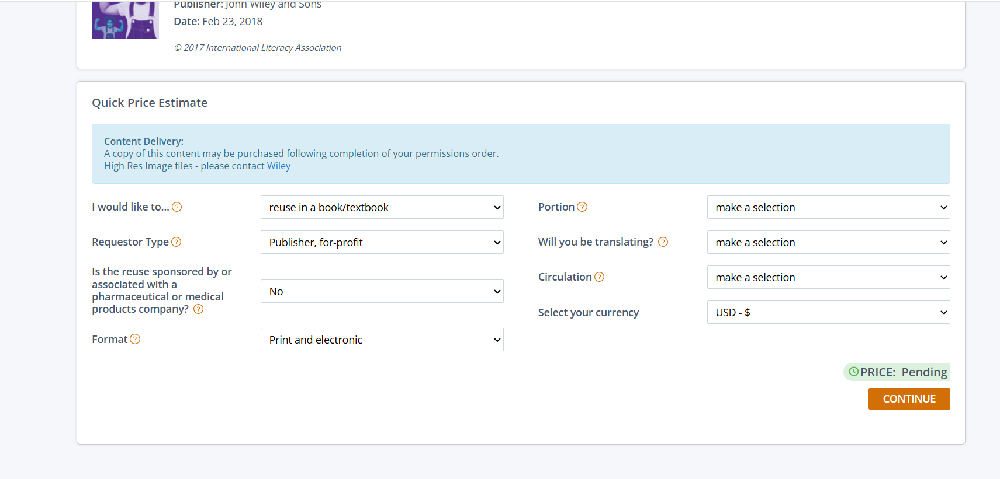 Publisher: John Wiley and Sons
Date: Feb 23, 2018
© 2017 International Literacy Association
Quick Price Estimate
Content Delivery:
A copy of this content may be purchased following completion of your permissions order.
High Res Image files - please contact Wiley
I would like to... ?
reuse in a book/textbook
Requestor Type ?
Publisher, for-profit
Is the reuse sponsored by or
associated with a
pharmaceutical or medical
products company? ?
No
Format ?
Print and electronic
Portion ?
make a selection
Will you be translating? ?
make a selection
Circulation ?
make a selection
Select your currency
USD - $
PRICE: Pending
CONTINUE